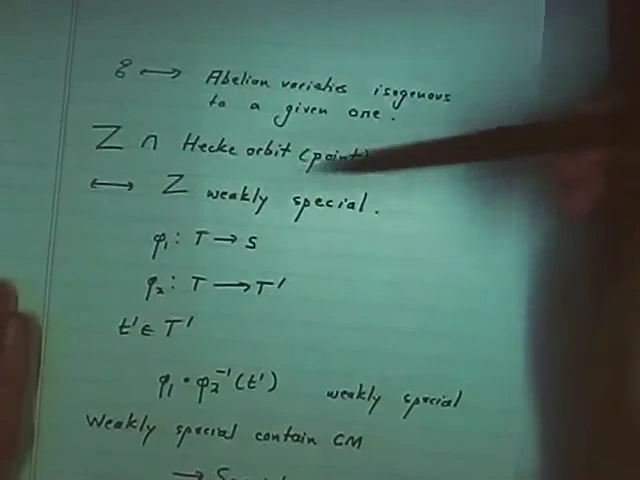 ⟷ Abelian varieties isogenous
to a given one.
Z ∩ Hecke orbit (point)
⟷ Z weakly special.
φ₁ : T → S
φ₂ : T ⟶ T'
t' ∈ T'
φ₁ ∘ φ₂⁻¹(t') weakly special
Weakly special contain CM
→